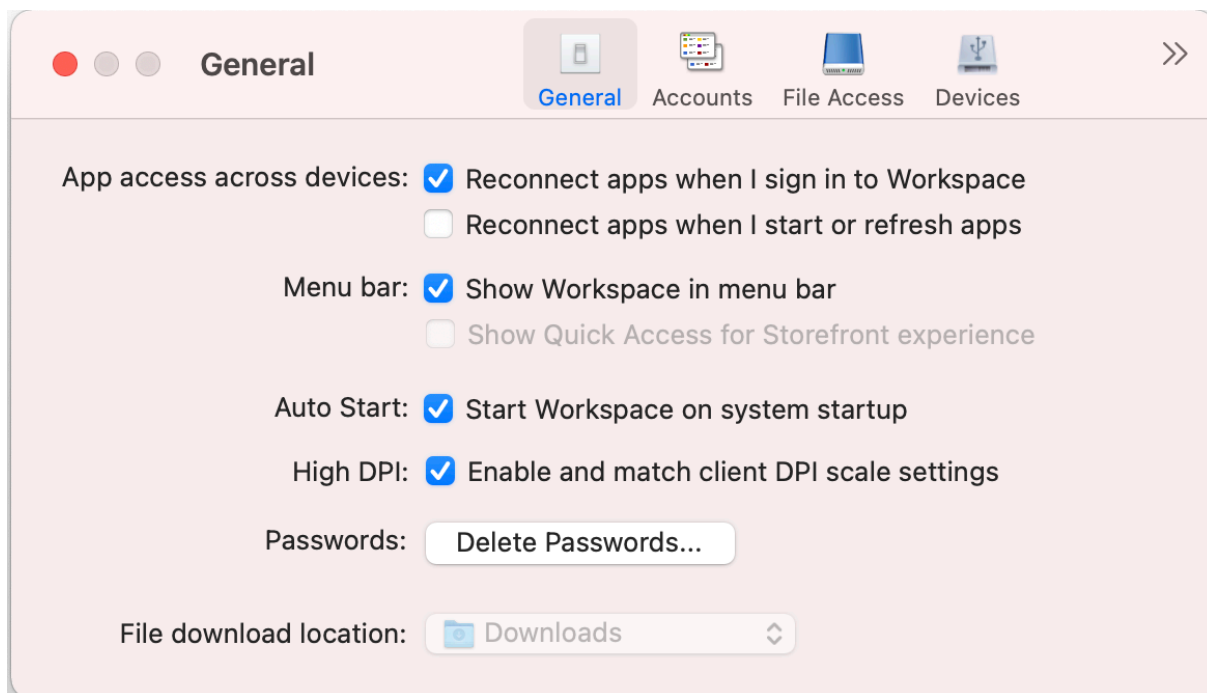 General
General Accounts File Access Devices
App access across devices: Reconnect apps when I sign in to Workspace
Reconnect apps when I start or refresh apps
Menu bar: Show Workspace in menu bar
Show Quick Access for Storefront experience
Auto Start: Start Workspace on system startup
High DPI: Enable and match client DPI scale settings
Passwords: Delete Passwords...
File download location: Downloads